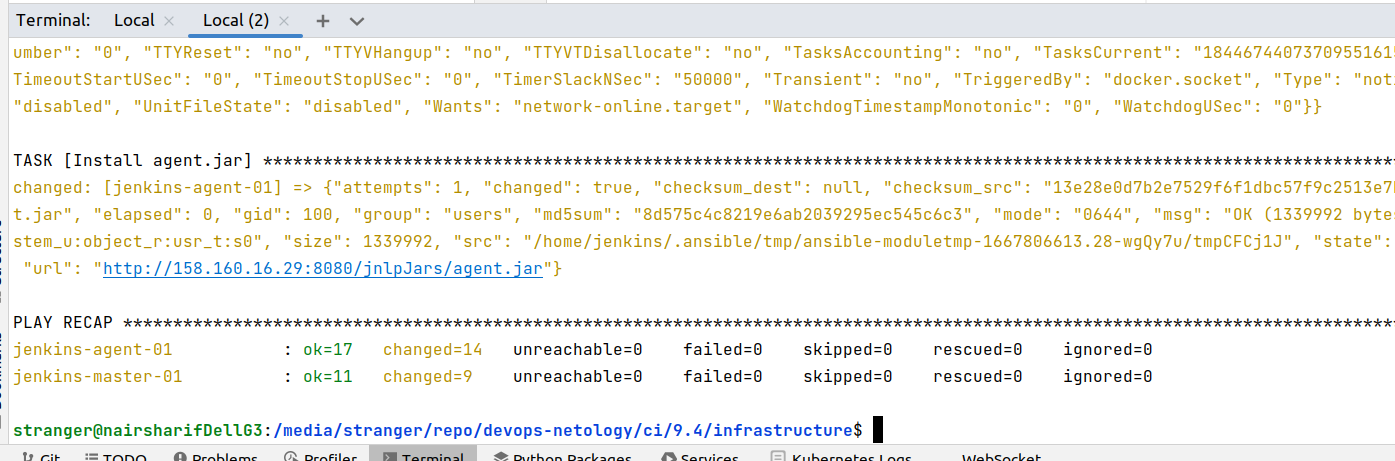 Terminal: Local × Local (2) × +
umber": "0", "TTYReset": "no", "TTYVHangup": "no", "TTYVTDisallocate": "no", "TasksAccounting": "no", "TasksCurrent": "1844674407370955161
TimeoutStartUSec": "0", "TimeoutStopUSec": "0", "TimerSlackNSec": "50000", "Transient": "no", "TriggeredBy": "docker.socket", "Type": "not
"disabled", "UnitFileState": "disabled", "Wants": "network-online.target", "WatchdogTimestampMonotonic": "0", "WatchdogUSec": "0"}}
TASK [Install agent.jar] ******************************************************************************************************************
changed: [jenkins-agent-01] => {"attempts": 1, "changed": true, "checksum_dest": null, "checksum_src": "13e28e0d7b2e7529f6f1dbc57f9c2513e7
t.jar", "elapsed": 0, "gid": 100, "group": "users", "md5sum": "8d575c4c8219e6ab2039295ec545c6c3", "mode": "0644", "msg": "OK (1339992 byte
stem_u:object_r:usr_t:s0", "size": 1339992, "src": "/home/jenkins/.ansible/tmp/ansible-moduletmp-1667806613.28-wgQy7u/tmpCFCj1J", "state":
"url": "http://158.160.16.29:8080/jnlpJars/agent.jar"}
PLAY RECAP ********************************************************************************************************************************
jenkins-agent-01 : ok=17 changed=14 unreachable=0 failed=0 skipped=0 rescued=0 ignored=0
jenkins-master-01 : ok=11 changed=9 unreachable=0 failed=0 skipped=0 rescued=0 ignored=0
stranger@nairsharifDellG3:/media/stranger/repo/devops-netology/ci/9.4/infrastructure$
Git TODO Problems Profiler Terminal Python Packages Services Kubernetes Logs WebSocket